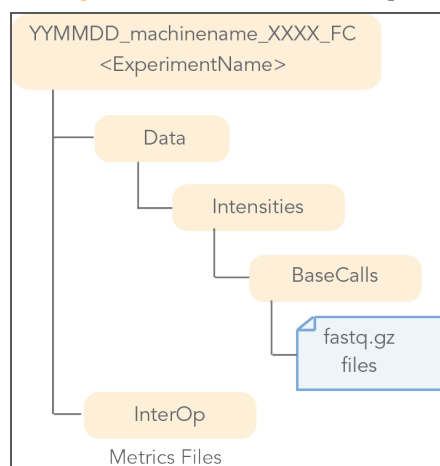 YYMMDD_machinename_XXXX_FC
<ExperimentName>
Data
Intensities
BaseCalls
fastq.gz
files
InterOp
Metrics Files